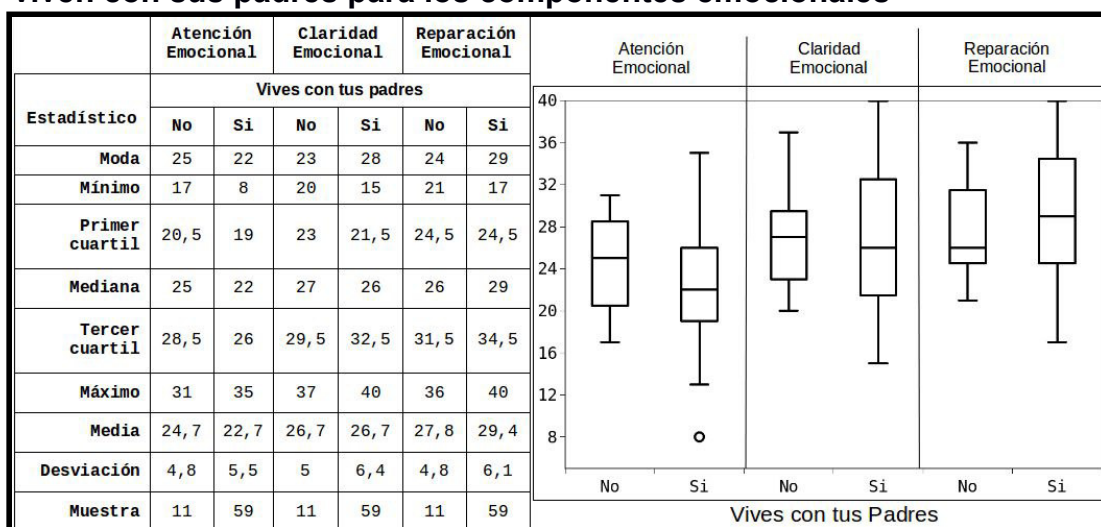 Viven con sus padres para los componentes emocionales
Atención Emocional Claridad Emocional Reparación Emocional
Estadístico Vives con tus padres
No Si No Si No Si
Moda 25 22 23 28 24 29
Mínimo 17 8 20 15 21 17
Primer cuartil 20,5 19 23 21,5 24,5 24,5
Mediana 25 22 27 26 26 29
Tercer cuartil 28,5 26 29,5 32,5 31,5 34,5
Máximo 31 35 37 40 36 40
Media 24,7 22,7 26,7 26,7 27,8 29,4
Desviación 4,8 5,5 5 6,4 4,8 6,1
Muestra 11 59 11 59 11 59
Atención Emocional
Claridad Emocional
Reparación Emocional
40
36
32
28
24
20
16
12
8
No Si No Si No Si
Vives con tus Padres